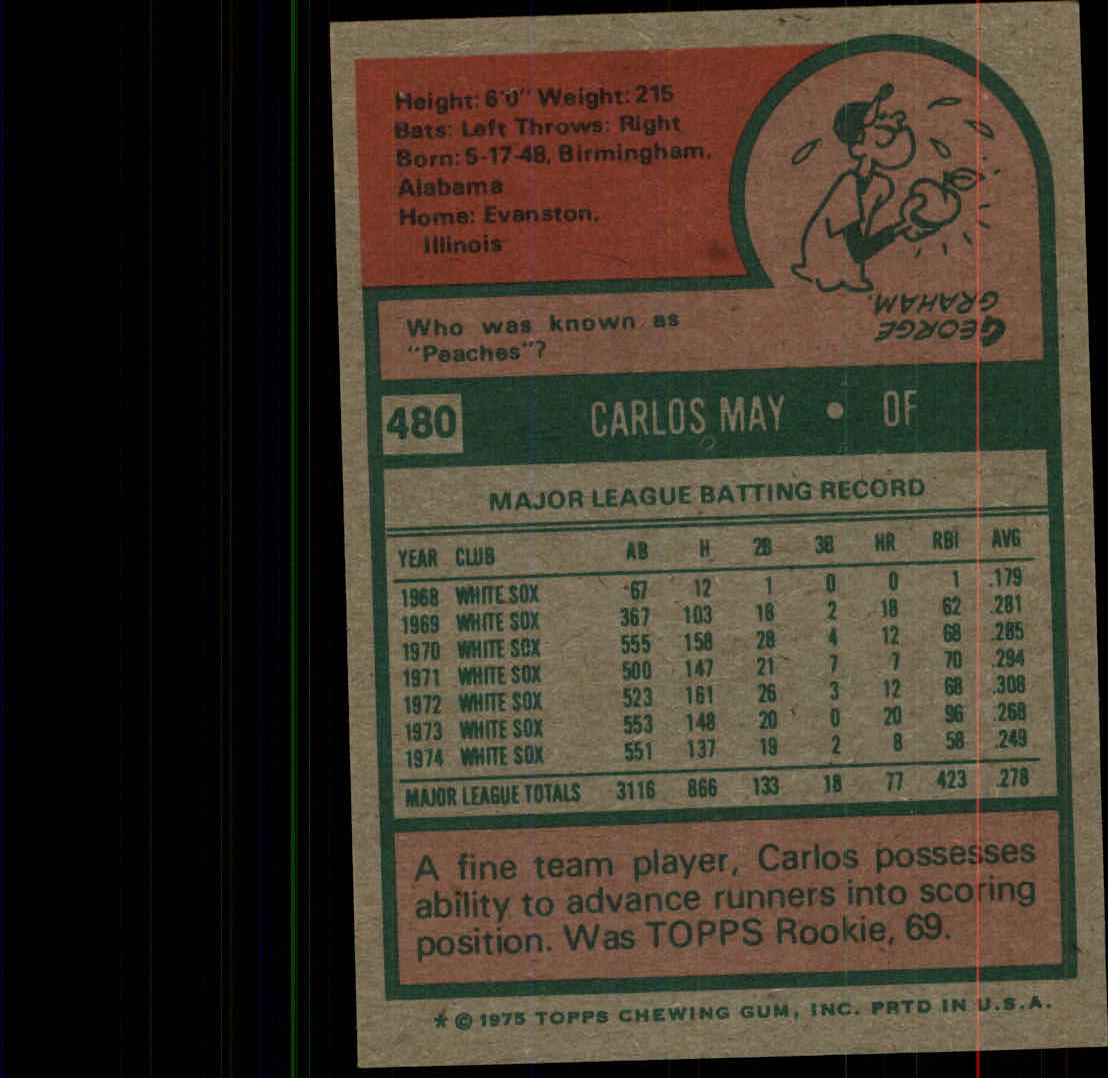 Height: 6'0" Weight: 215
Bats: Left Throws: Right
Born: 5-17-48, Birmingham,
Alabama
Home: Evanston,
Illinois
Who was known as
"Peaches"?
GEORGE
GRAHAM.
480 CARLOS MAY • OF
MAJOR LEAGUE BATTING RECORD
YEAR CLUB AB H 2B 3B HR RBI AVG
1968 WHITE SOX 67 12 1 0 0 1 .179
1969 WHITE SOX 367 103 18 2 18 62 .281
1970 WHITE SOX 555 158 28 4 12 68 .285
1971 WHITE SOX 500 147 21 7 7 70 .294
1972 WHITE SOX 523 161 26 3 12 68 .308
1973 WHITE SOX 553 148 20 0 20 96 .268
1974 WHITE SOX 551 137 19 2 8 58 .249
MAJOR LEAGUE TOTALS 3116 866 133 18 77 423 .278
A fine team player, Carlos possesses
ability to advance runners into scoring
position. Was TOPPS Rookie, 69.
* © 1975 TOPPS CHEWING GUM, INC. PRTD IN U.S.A.